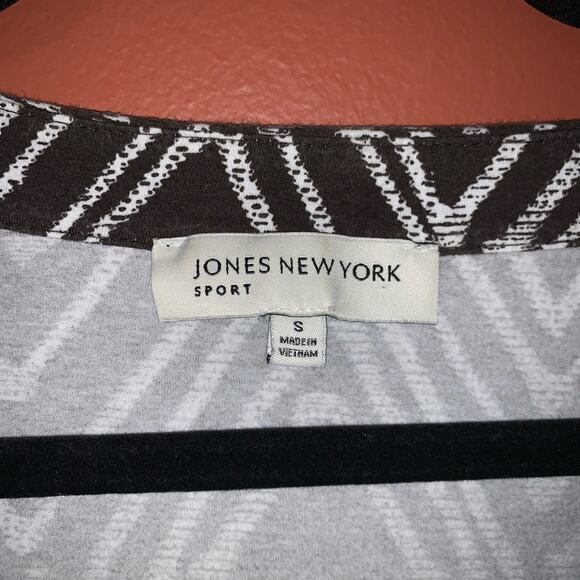 JONES NEW YORK
SPORT
S
MADE IN
VIETNAM